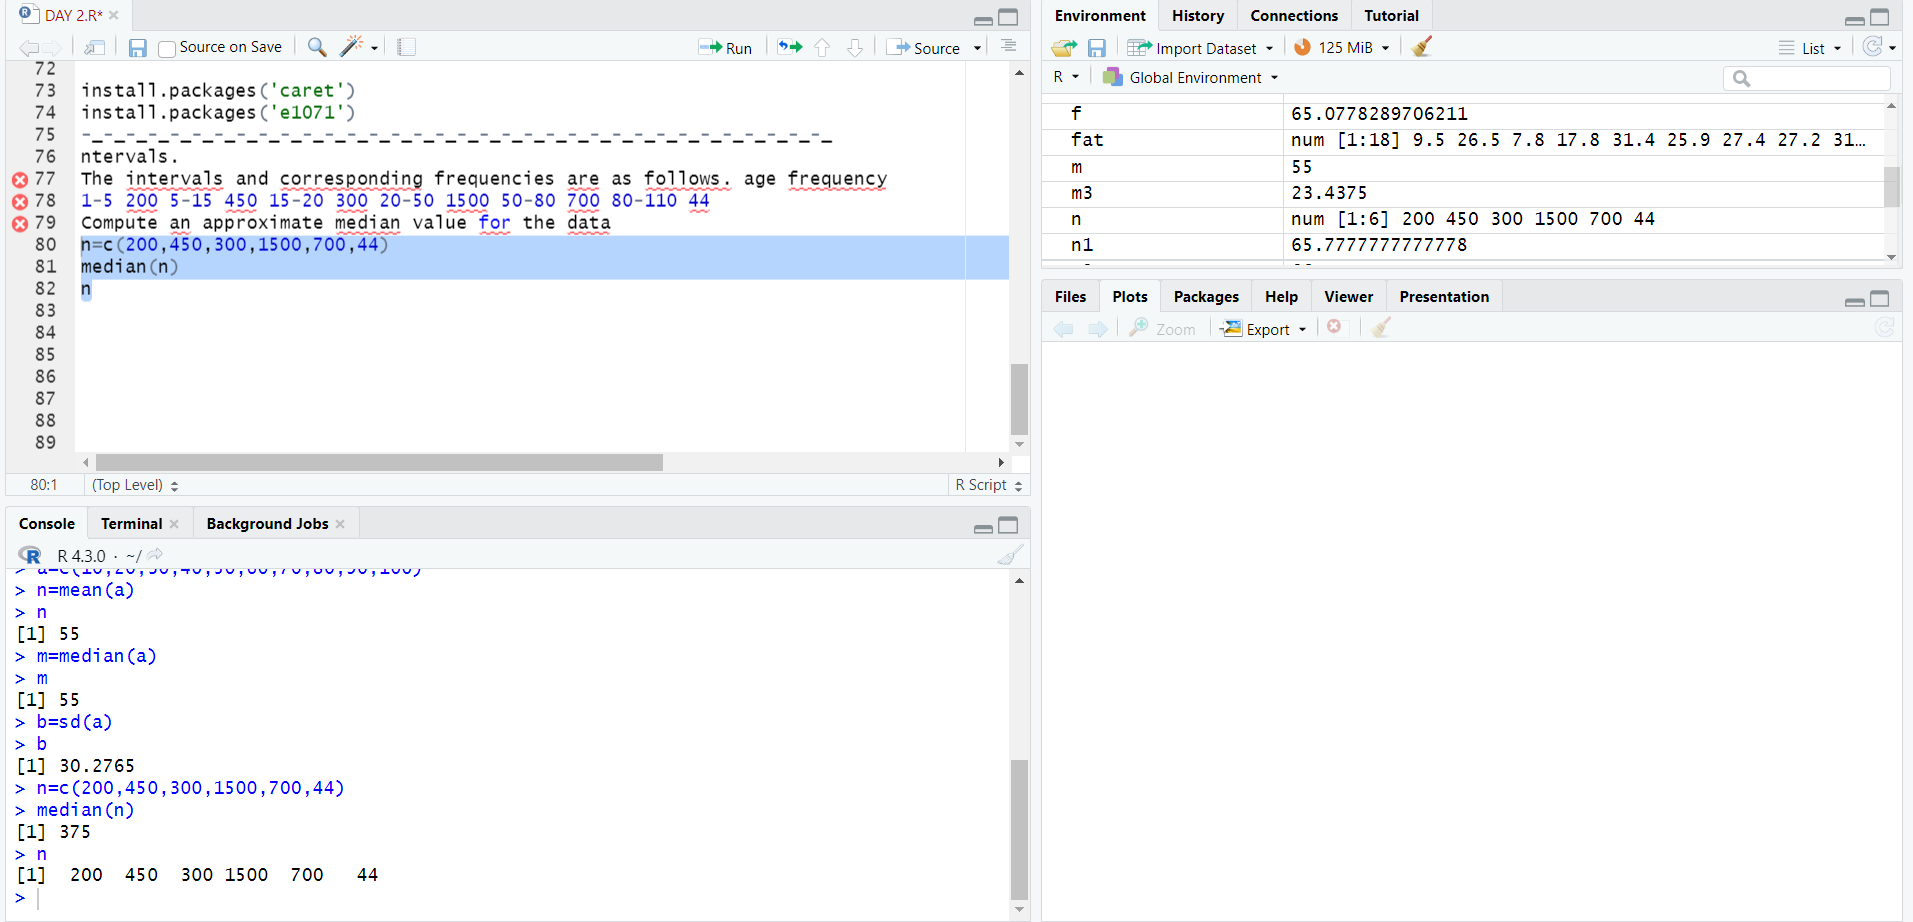 DAY 2.R*
Source on Save
Run
Source
72
73 install.packages('caret')
74 install.packages('e1071')
75 -_-_-_-_-_-_-_-_-_-_-_-_-_-_-_-_-_-_-_-_-_-_-_-_-_
76 ntervals.
77 The intervals and corresponding frequencies are as follows. age frequency
78 1-5 200 5-15 450 15-20 300 20-50 1500 50-80 700 80-110 44
79 Compute an approximate median value for the data
80 n=c(200,450,300,1500,700,44)
81 median(n)
82 n
83
84
85
86
87
88
89
80:1 (Top Level) R Script
Console Terminal Background Jobs
R R 4.3.0 · ~/
> a=c(10,20,30,40,50,60,70,80,90,100)
> n=mean(a)
> n
[1] 55
> m=median(a)
> m
[1] 55
> b=sd(a)
> b
[1] 30.2765
> n=c(200,450,300,1500,700,44)
> median(n)
[1] 375
> n
[1]  200  450  300 1500  700   44
>
Environment History Connections Tutorial
Import Dataset 125 MiB List
R Global Environment
f 65.0778289706211
fat num [1:18] 9.5 26.5 7.8 17.8 31.4 25.9 27.4 27.2 31…
m 55
m3 23.4375
n num [1:6] 200 450 300 1500 700 44
n1 65.7777777777778
Files Plots Packages Help Viewer Presentation
Zoom Export